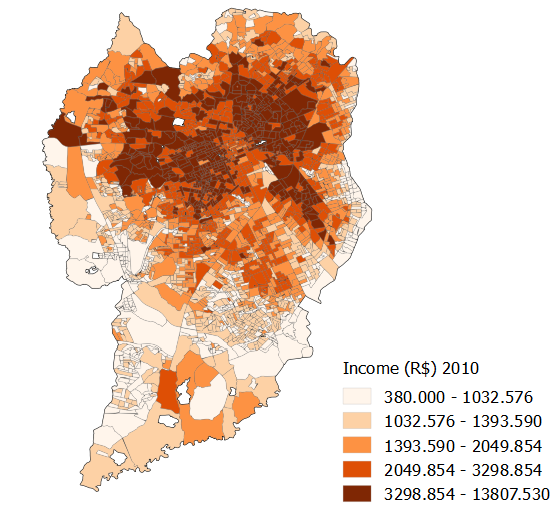 Income (R$) 2010
380.000 - 1032.576
1032.576 - 1393.590
1393.590 - 2049.854
2049.854 - 3298.854
3298.854 - 13807.530